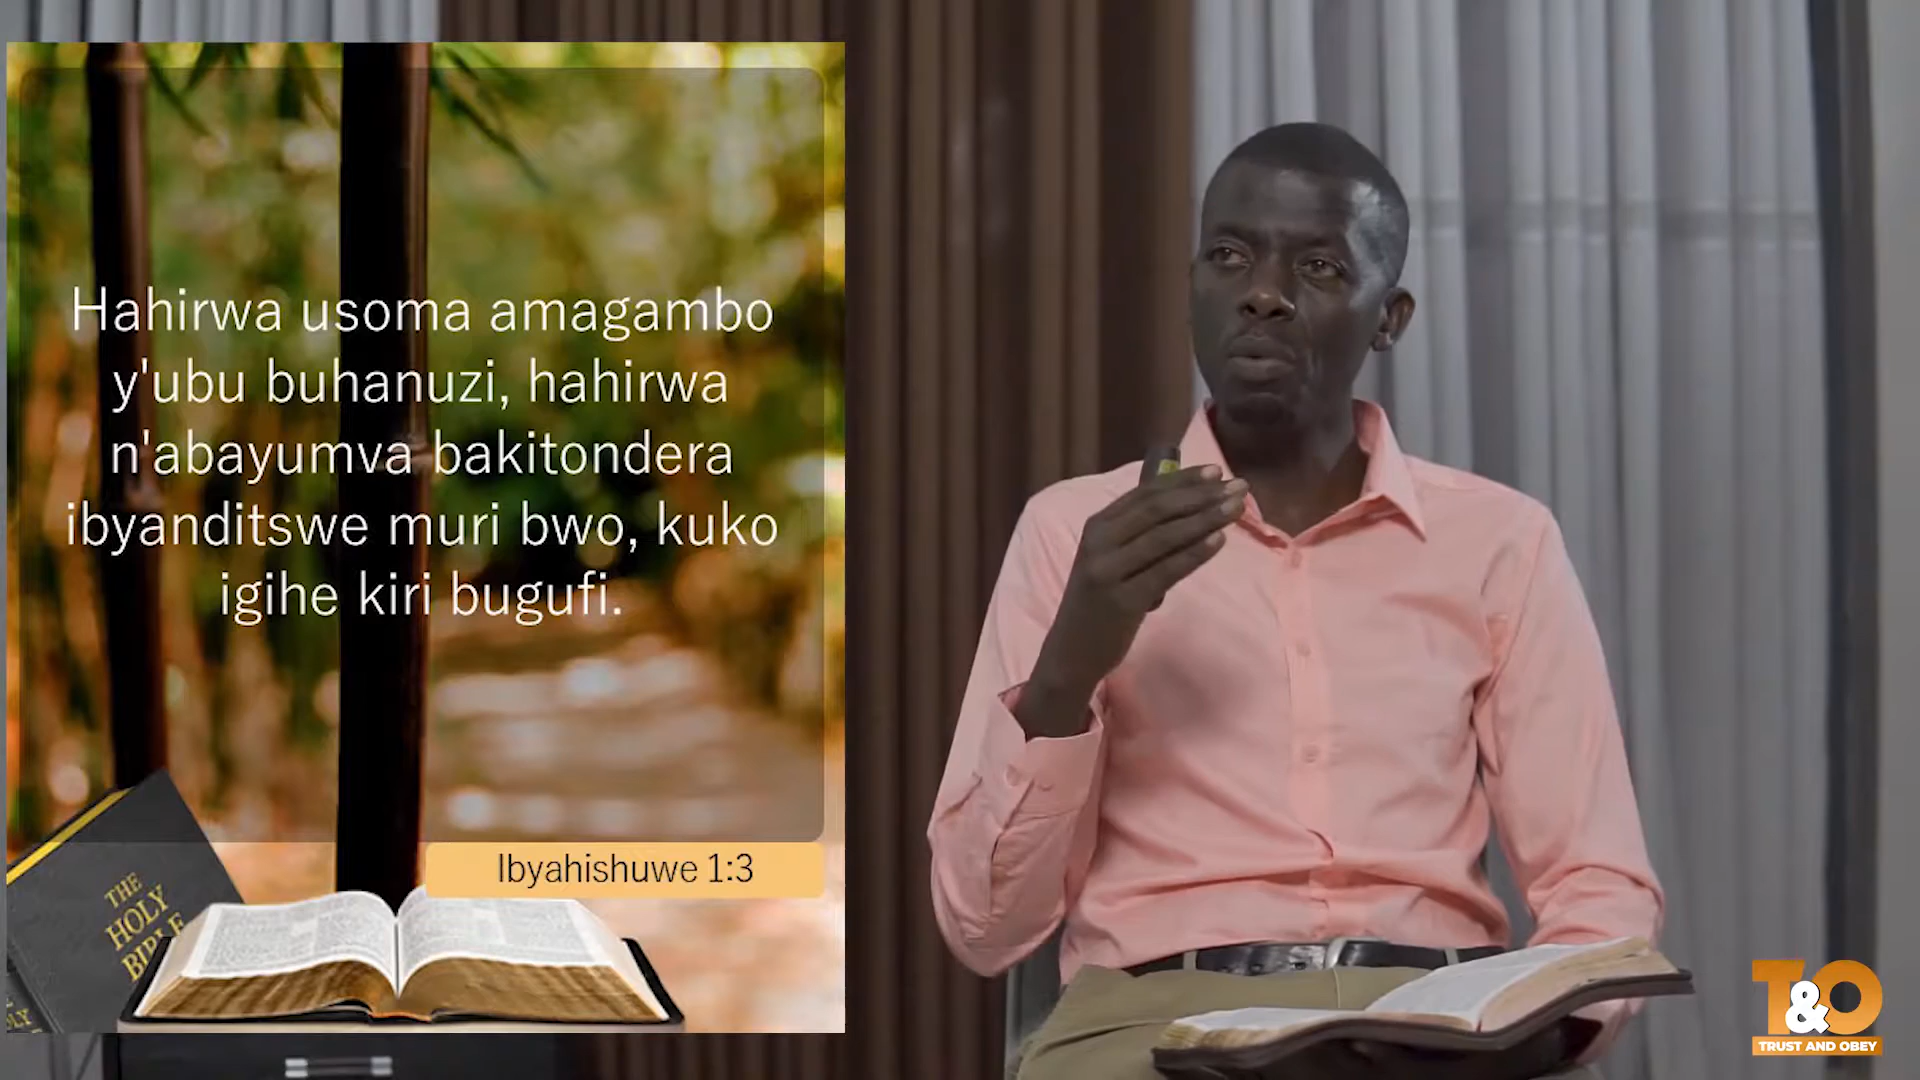 Hahirwa usoma amagambo
y'ubu buhanuzi, hahirwa
n'abayumva bakitondera
ibyanditswe muri bwo, kuko
igihe kiri bugufi.
Ibyahishuwe 1:3
THE
HOLY
BIBLE
T&O
TRUST AND OBEY